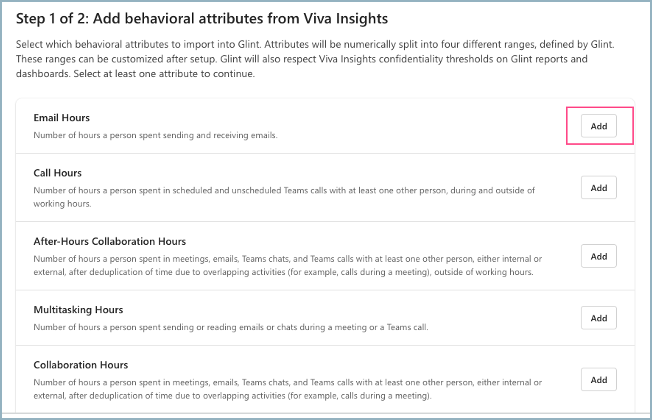 Step 1 of 2: Add behavioral attributes from Viva Insights
Select which behavioral attributes to import into Glint. Attributes will be numerically split into four different ranges, defined by Glint.
These ranges can be customized after setup. Glint will also respect Viva Insights confidentiality thresholds on Glint reports and
dashboards. Select at least one attribute to continue.
Email Hours
Number of hours a person spent sending and receiving emails.
Add
Call Hours
Number of hours a person spent in scheduled and unscheduled Teams calls with at least one other person, during and outside of
working hours.
Add
After-Hours Collaboration Hours
Number of hours a person spent in meetings, emails, Teams chats, and Teams calls with at least one other person, either internal or
external, after deduplication of time due to overlapping activities (for example, calls during a meeting), outside of working hours.
Add
Multitasking Hours
Number of hours a person spent sending or reading emails or chats during a meeting or a Teams call.
Add
Collaboration Hours
Number of hours a person spent in meetings, emails, Teams chats, and Teams calls with at least one other person, either internal or
external, after deduplication of time due to overlapping activities (for example, calls during a meeting).
Add